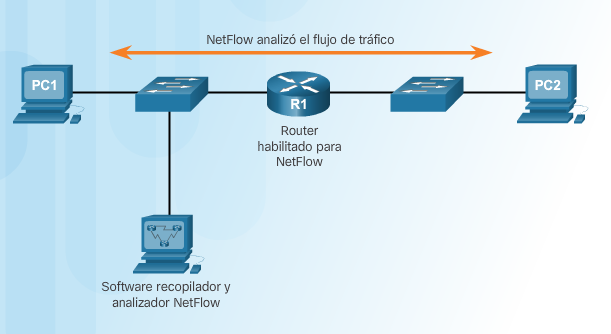 NetFlow analizó el flujo de tráfico
PC1
R1
PC2
Router
habilitado para
NetFlow
Software recopilador y
analizador NetFlow